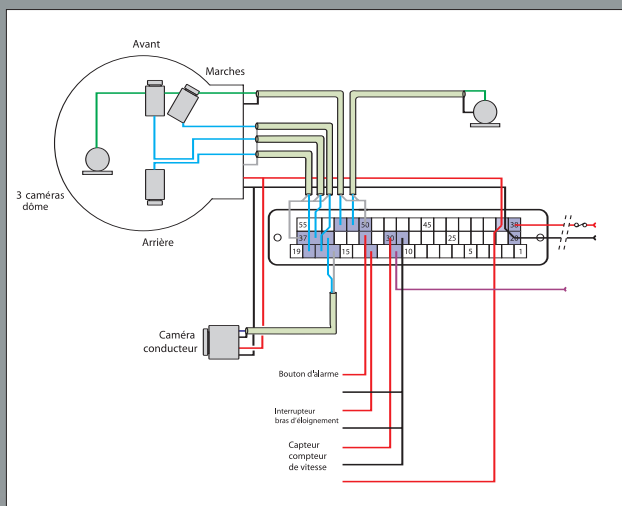 Avant
Marches
3 caméras
dôme
Arrière
55 50 45 38
37 30 25 20
19 15 10 5 1
Caméra
conducteur
Bouton d'alarme
Interrupteur
bras d'éloignement
Capteur
compteur
de vitesse